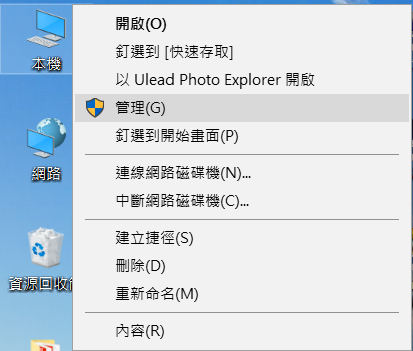 本機
網路
資源回收
開啟(O)
釘選到 [快速存取]
以 Ulead Photo Explorer 開啟
管理(G)
釘選到開始畫面(P)
連線網路磁碟機(N)...
中斷網路磁碟機(C)...
建立捷徑(S)
刪除(D)
重新命名(M)
內容(R)